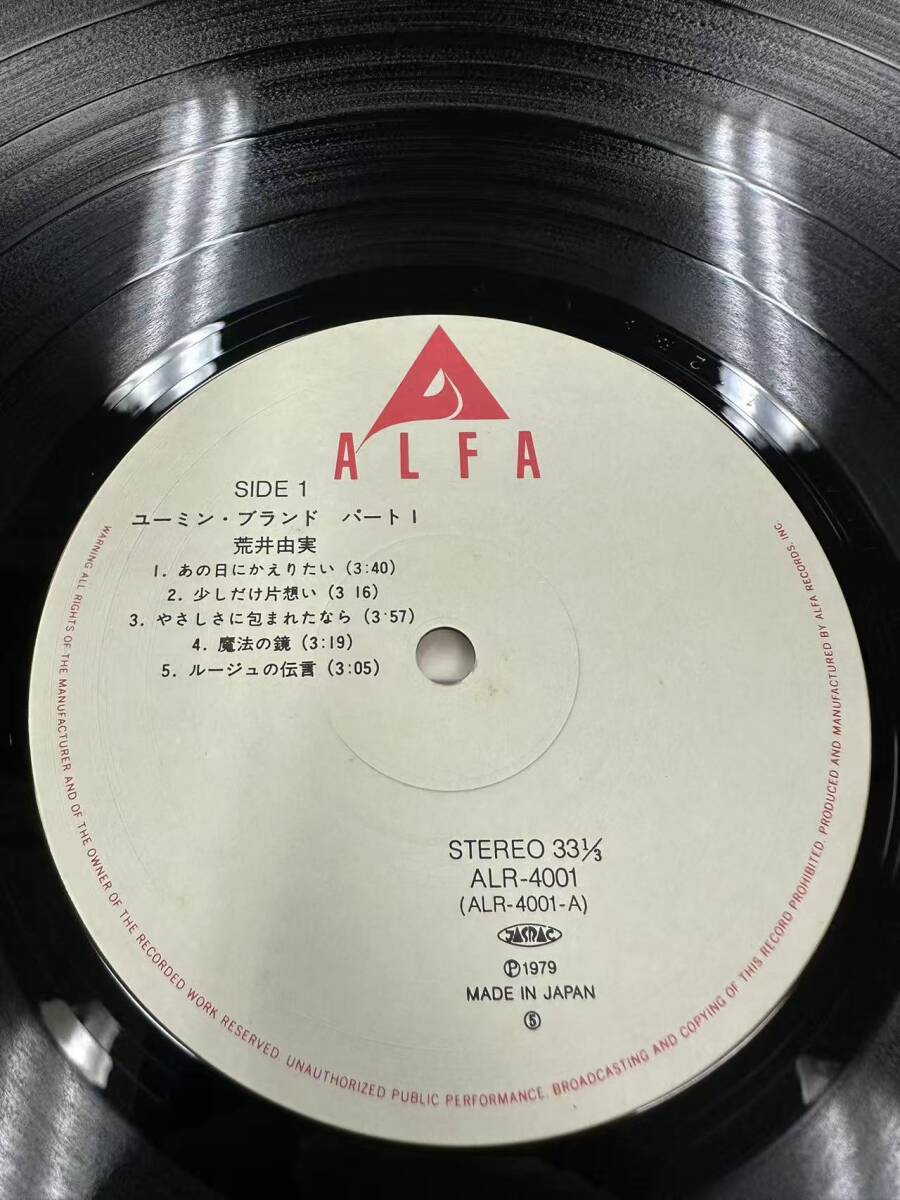 ALFA
SIDE 1
ユーミン・ブランド パート I
荒井由実
1. あの日にかえりたい (3:40)
2. 少しだけ片想い (3 16)
3. やさしさに包まれたなら (3:57)
4. 魔法の鏡 (3:19)
5. ルージュの伝言 (3:05)
STEREO 33⅓
ALR-4001
(ALR-4001-A)
JASRAC
Ⓟ1979
MADE IN JAPAN
⑤
WARNING ALL RIGHTS OF THE MANUFACTURER AND OF THE OWNER OF THE RECORDED WORK RESERVED. UNAUTHORIZED PUBLIC PERFORMANCE, BROADCASTING AND COPYING OF THIS RECORD PROHIBITED. PRODUCED AND MANUFACTURED BY ALFA RECORDS, INC.